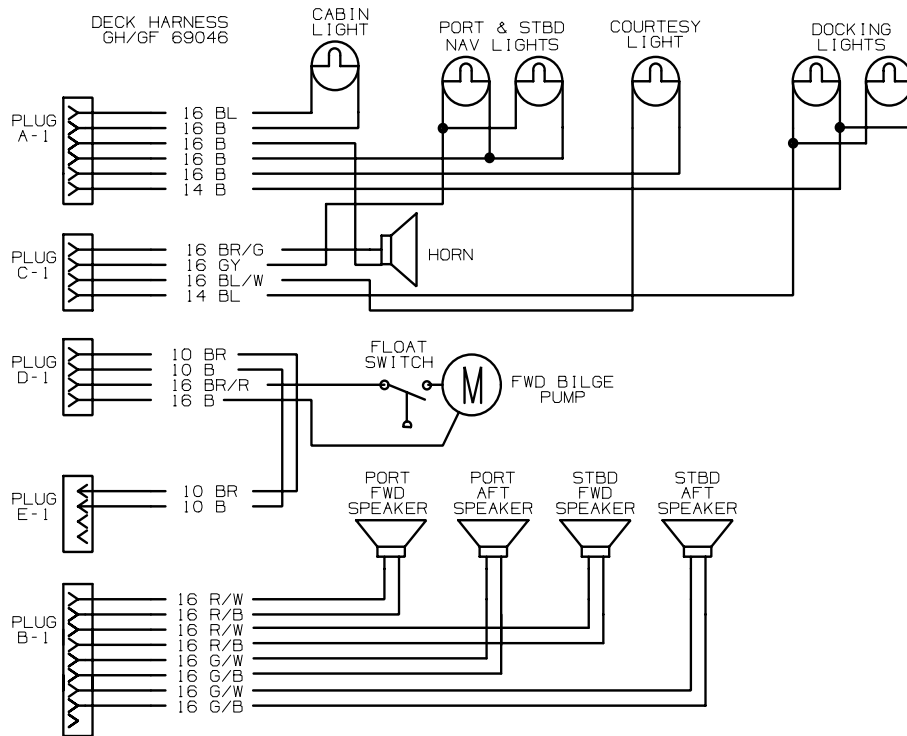 DECK HARNESS
GH/GF 69046
CABIN
LIGHT
PORT & STBD
NAV LIGHTS
COURTESY
LIGHT
DOCKING
LIGHTS
PLUG
A-1
16 BL
16 B
16 B
16 B
16 B
14 B
PLUG
C-1
16 BR/G
16 GY
16 BL/W
14 BL
HORN
PLUG
D-1
10 BR
10 B
16 BR/R
16 B
FLOAT
SWITCH
M
FWD BILGE
PUMP
PLUG
E-1
10 BR
10 B
PORT
FWD
SPEAKER
PORT
AFT
SPEAKER
STBD
FWD
SPEAKER
STBD
AFT
SPEAKER
PLUG
B-1
16 R/W
16 R/B
16 R/W
16 R/B
16 G/W
16 G/B
16 G/W
16 G/B